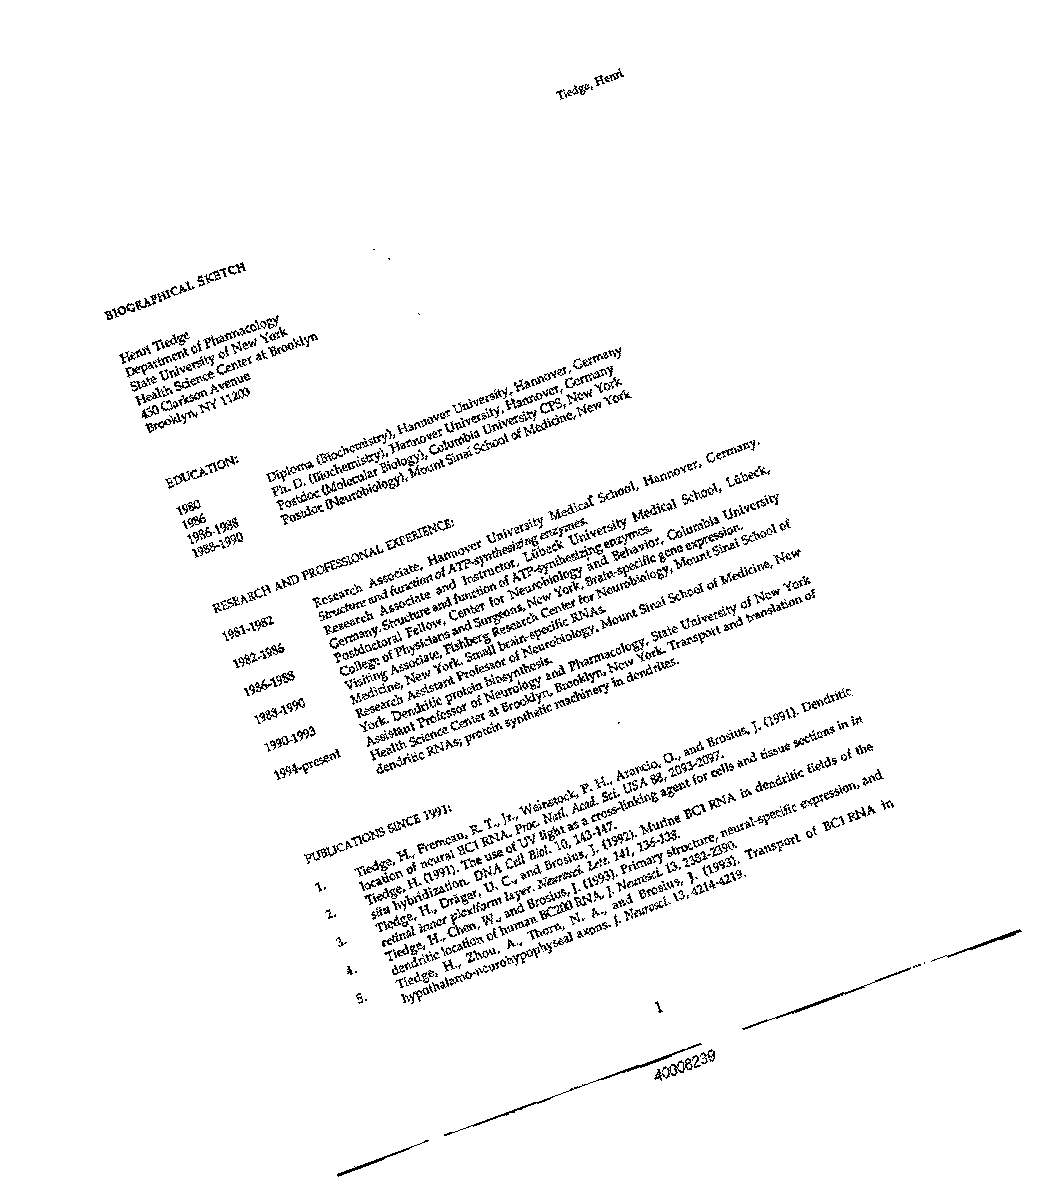 Tiedge, Henri
BIOGRAPHICAL SKETCH
Henri Tiedge
Department of Pharmacology
State University of New York
Health Science Center at Brooklyn
450 Clarkson Avenue
Brooklyn, NY 11203
EDUCATION:
1980 Diploma (Biochemistry), Hannover University, Hannover, Germany
1986 Ph. D. (Biochemistry), Hannover University, Hannover, Germany
1986-1988 Postdoc (Molecular Biology), Columbia University CPS, New York
1988-1990 Postdoc (Neurobiology), Mount Sinai School of Medicine, New York
RESEARCH AND PROFESSIONAL EXPERIENCE:
1981-1982 Research Associate, Hannover University Medical School, Hannover, Germany.
Structure and function of ATP-synthesizing enzymes.
1982-1986 Research Associate and Instructor, Lübeck University Medical School, Lübeck,
Germany. Structure and function of ATP-synthesizing enzymes.
1986-1988 Postdoctoral Fellow, Center for Neurobiology and Behavior, Columbia University
College of Physicians and Surgeons, New York. Brain-specific gene expression.
1988-1990 Visiting Associate, Fishberg Research Center for Neurobiology, Mount Sinai School of
Medicine, New York. Small brain-specific RNAs.
1990-1993 Research Assistant Professor of Neurobiology, Mount Sinai School of Medicine, New
York. Dendritic protein biosynthesis.
1994-present Assistant Professor of Neurology and Pharmacology, State University of New York
Health Science Center at Brooklyn, Brooklyn, New York. Transport and translation of
dendritic RNAs; protein synthetic machinery in dendrites.
PUBLICATIONS SINCE 1991:
1. Tiedge, H., Fremeau, R. T., Jr., Weinstock, P. H., Arancio, O., and Brosius, J. (1991). Dendritic
location of neural BC1 RNA. Proc. Natl. Acad. Sci. USA 88, 2093-2097.
2. Tiedge, H. (1991). The use of UV light as a cross-linking agent for cells and tissue sections in in
situ hybridization. DNA Cell Biol. 10, 143-147.
3. Tiedge, H., Dräger, U. C., and Brosius, J. (1992). Murine BC1 RNA in dendritic fields of the
retinal inner plexiform layer. Neurosci. Lett. 141, 136-138.
4. Tiedge, H., Chen, W., and Brosius, J. (1993). Primary structure, neural-specific expression, and
dendritic location of human BC200 RNA. J. Neurosci. 13, 2382-2390.
5. Tiedge, H., Zhou, A., Thorn, N. A., and Brosius, J. (1993). Transport of BC1 RNA in
hypothalamo-neurohypophyseal axons. J. Neurosci. 13, 4214-4219.
1
40008239